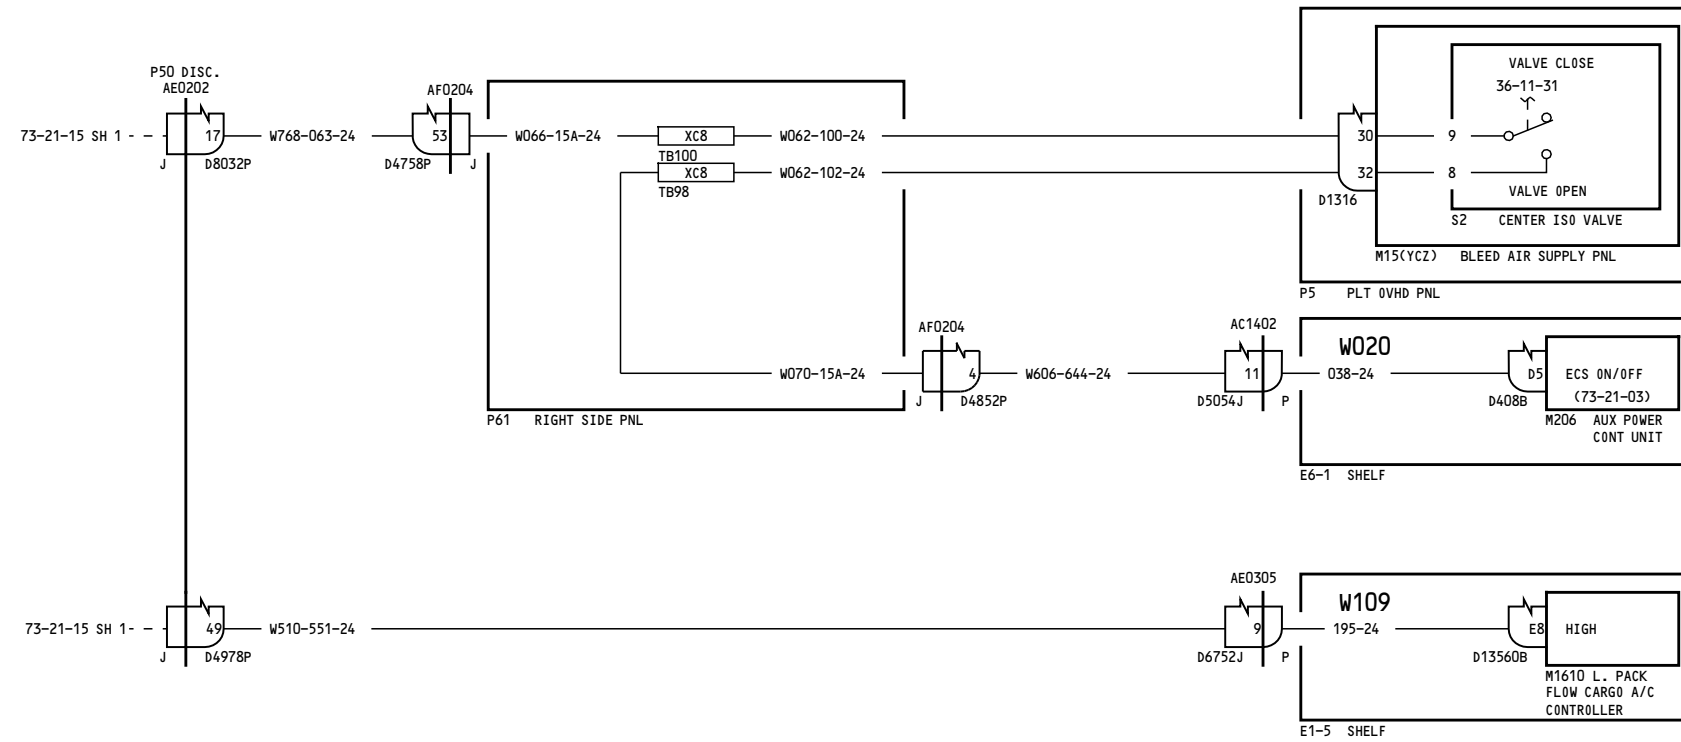 P50 DISC.
AE0202
73-21-15 SH 1
17
J
D8032P
W768-063-24
AF0204
53
D4758P
J
W066-15A-24
XC8
TB100
W062-100-24
XC8
TB98
W062-102-24
30
32
D1316
VALVE CLOSE
36-11-31
9
8
VALVE OPEN
S2 CENTER ISO VALVE
M15(YCZ) BLEED AIR SUPPLY PNL
P5 PLT OVHD PNL
W070-15A-24
P61 RIGHT SIDE PNL
AF0204
4
J
D4852P
W606-644-24
AC1402
11
D5054J
P
W020
038-24
D5
D408B
ECS ON/OFF
(73-21-03)
M206 AUX POWER
CONT UNIT
E6-1 SHELF
73-21-15 SH 1
49
J
D4978P
W510-551-24
AE0305
9
D6752J
P
W109
195-24
E8
D13560B
HIGH
M1610 L. PACK
FLOW CARGO A/C
CONTROLLER
E1-5 SHELF